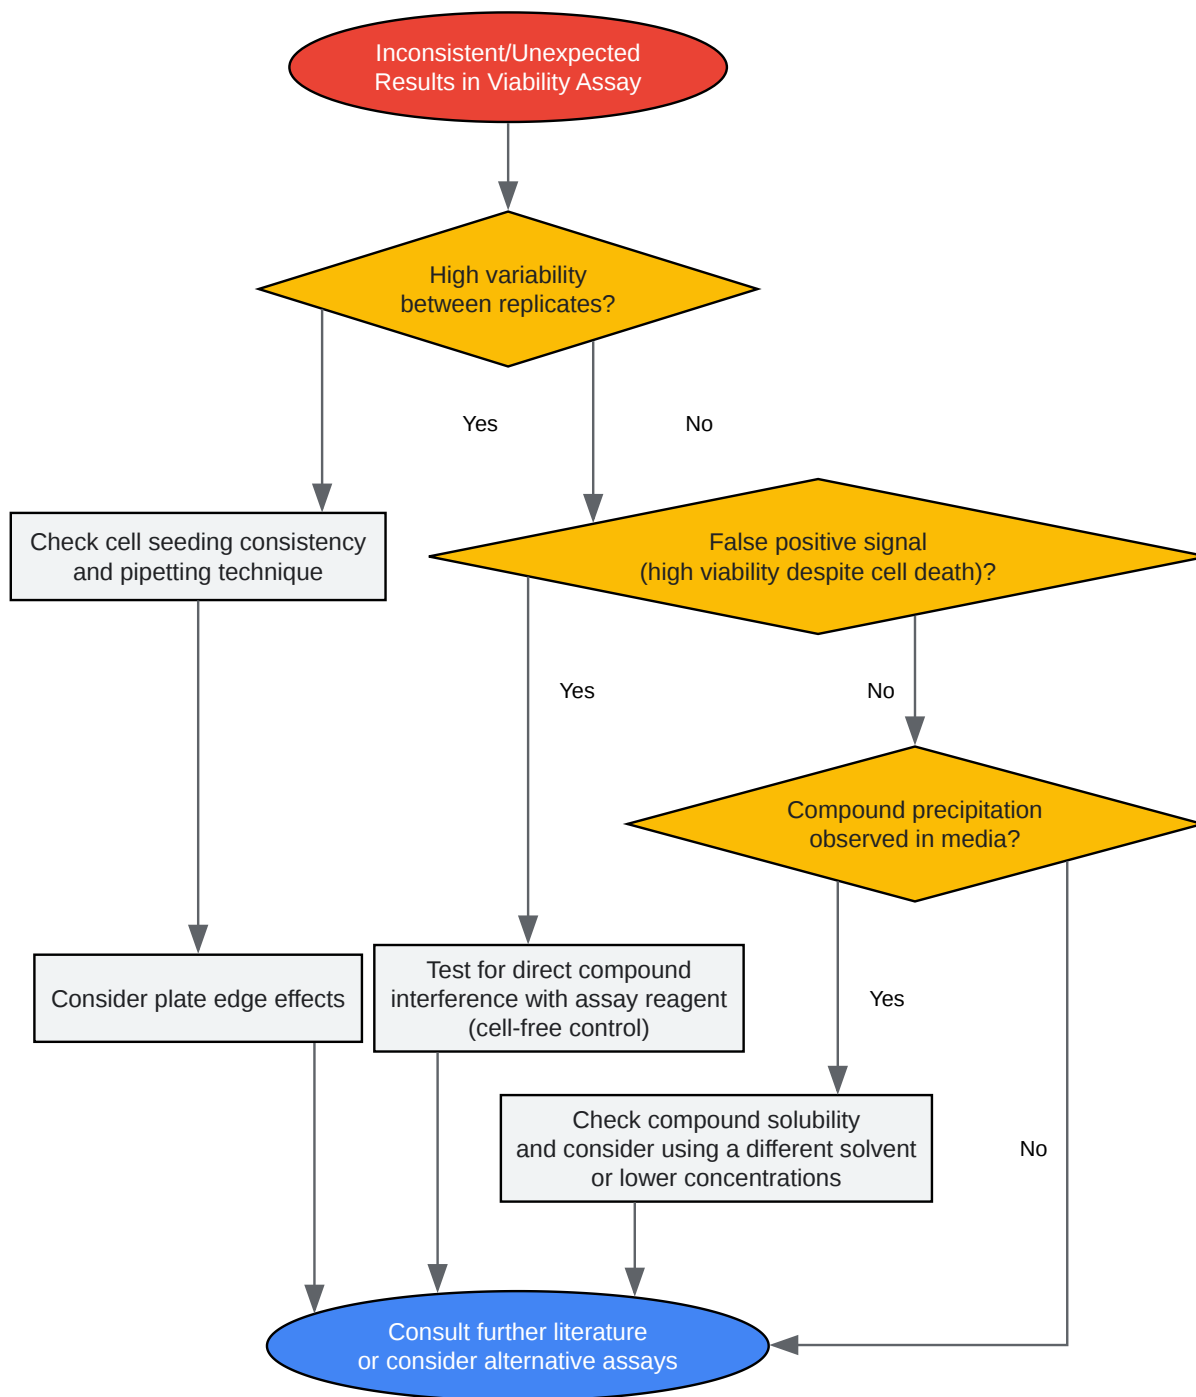 Inconsistent/Unexpected
Results in Viability Assay
High variability
between replicates?
Yes
No
Check cell seeding consistency
and pipetting technique
False positive signal
(high viability despite cell death)?
Yes
No
Compound precipitation
observed in media?
Consider plate edge effects
Test for direct compound
interference with assay reagent
(cell-free control)
Yes
Check compound solubility
and consider using a different solvent
or lower concentrations
No
Consult further literature
or consider alternative assays